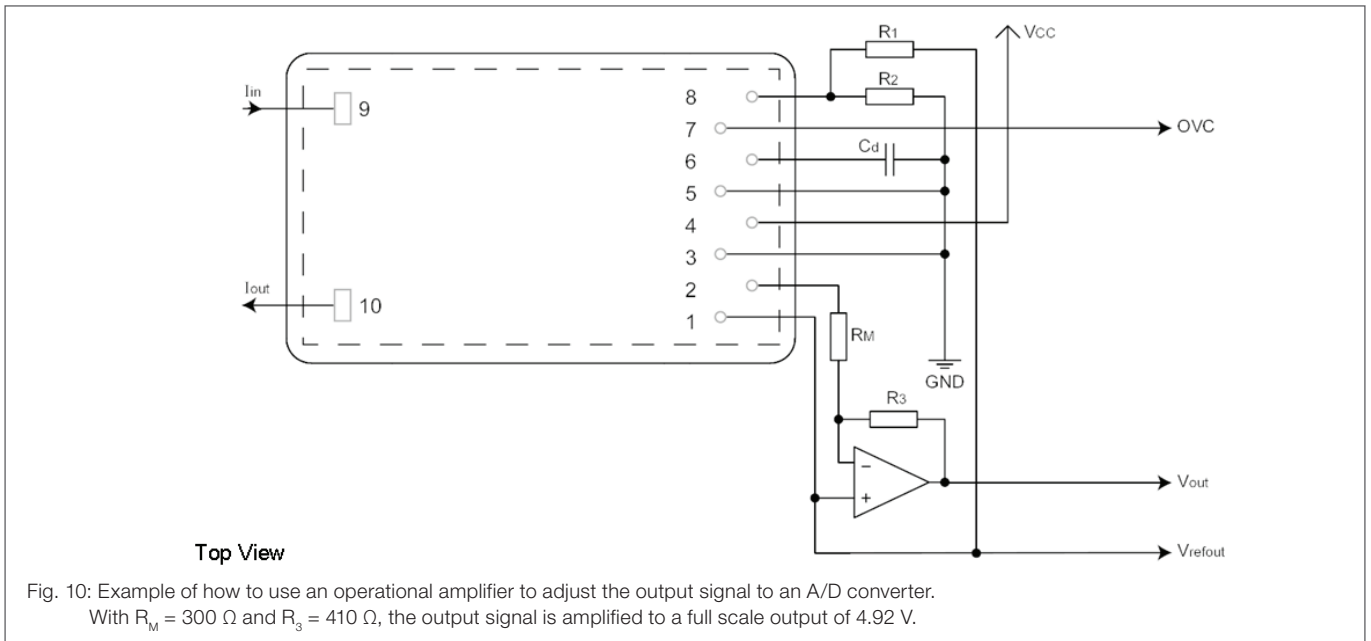 R1
VCC
R2
Iin
9
8
7
OVC
6
Cd
5
4
3
Iout
10
2
1
RM
GND
R3
−
+
Vout
Vrefout
Top View
Fig. 10: Example of how to use an operational amplifier to adjust the output signal to an A/D converter.
With RM = 300 Ω and R3 = 410 Ω, the output signal is amplified to a full scale output of 4.92 V.